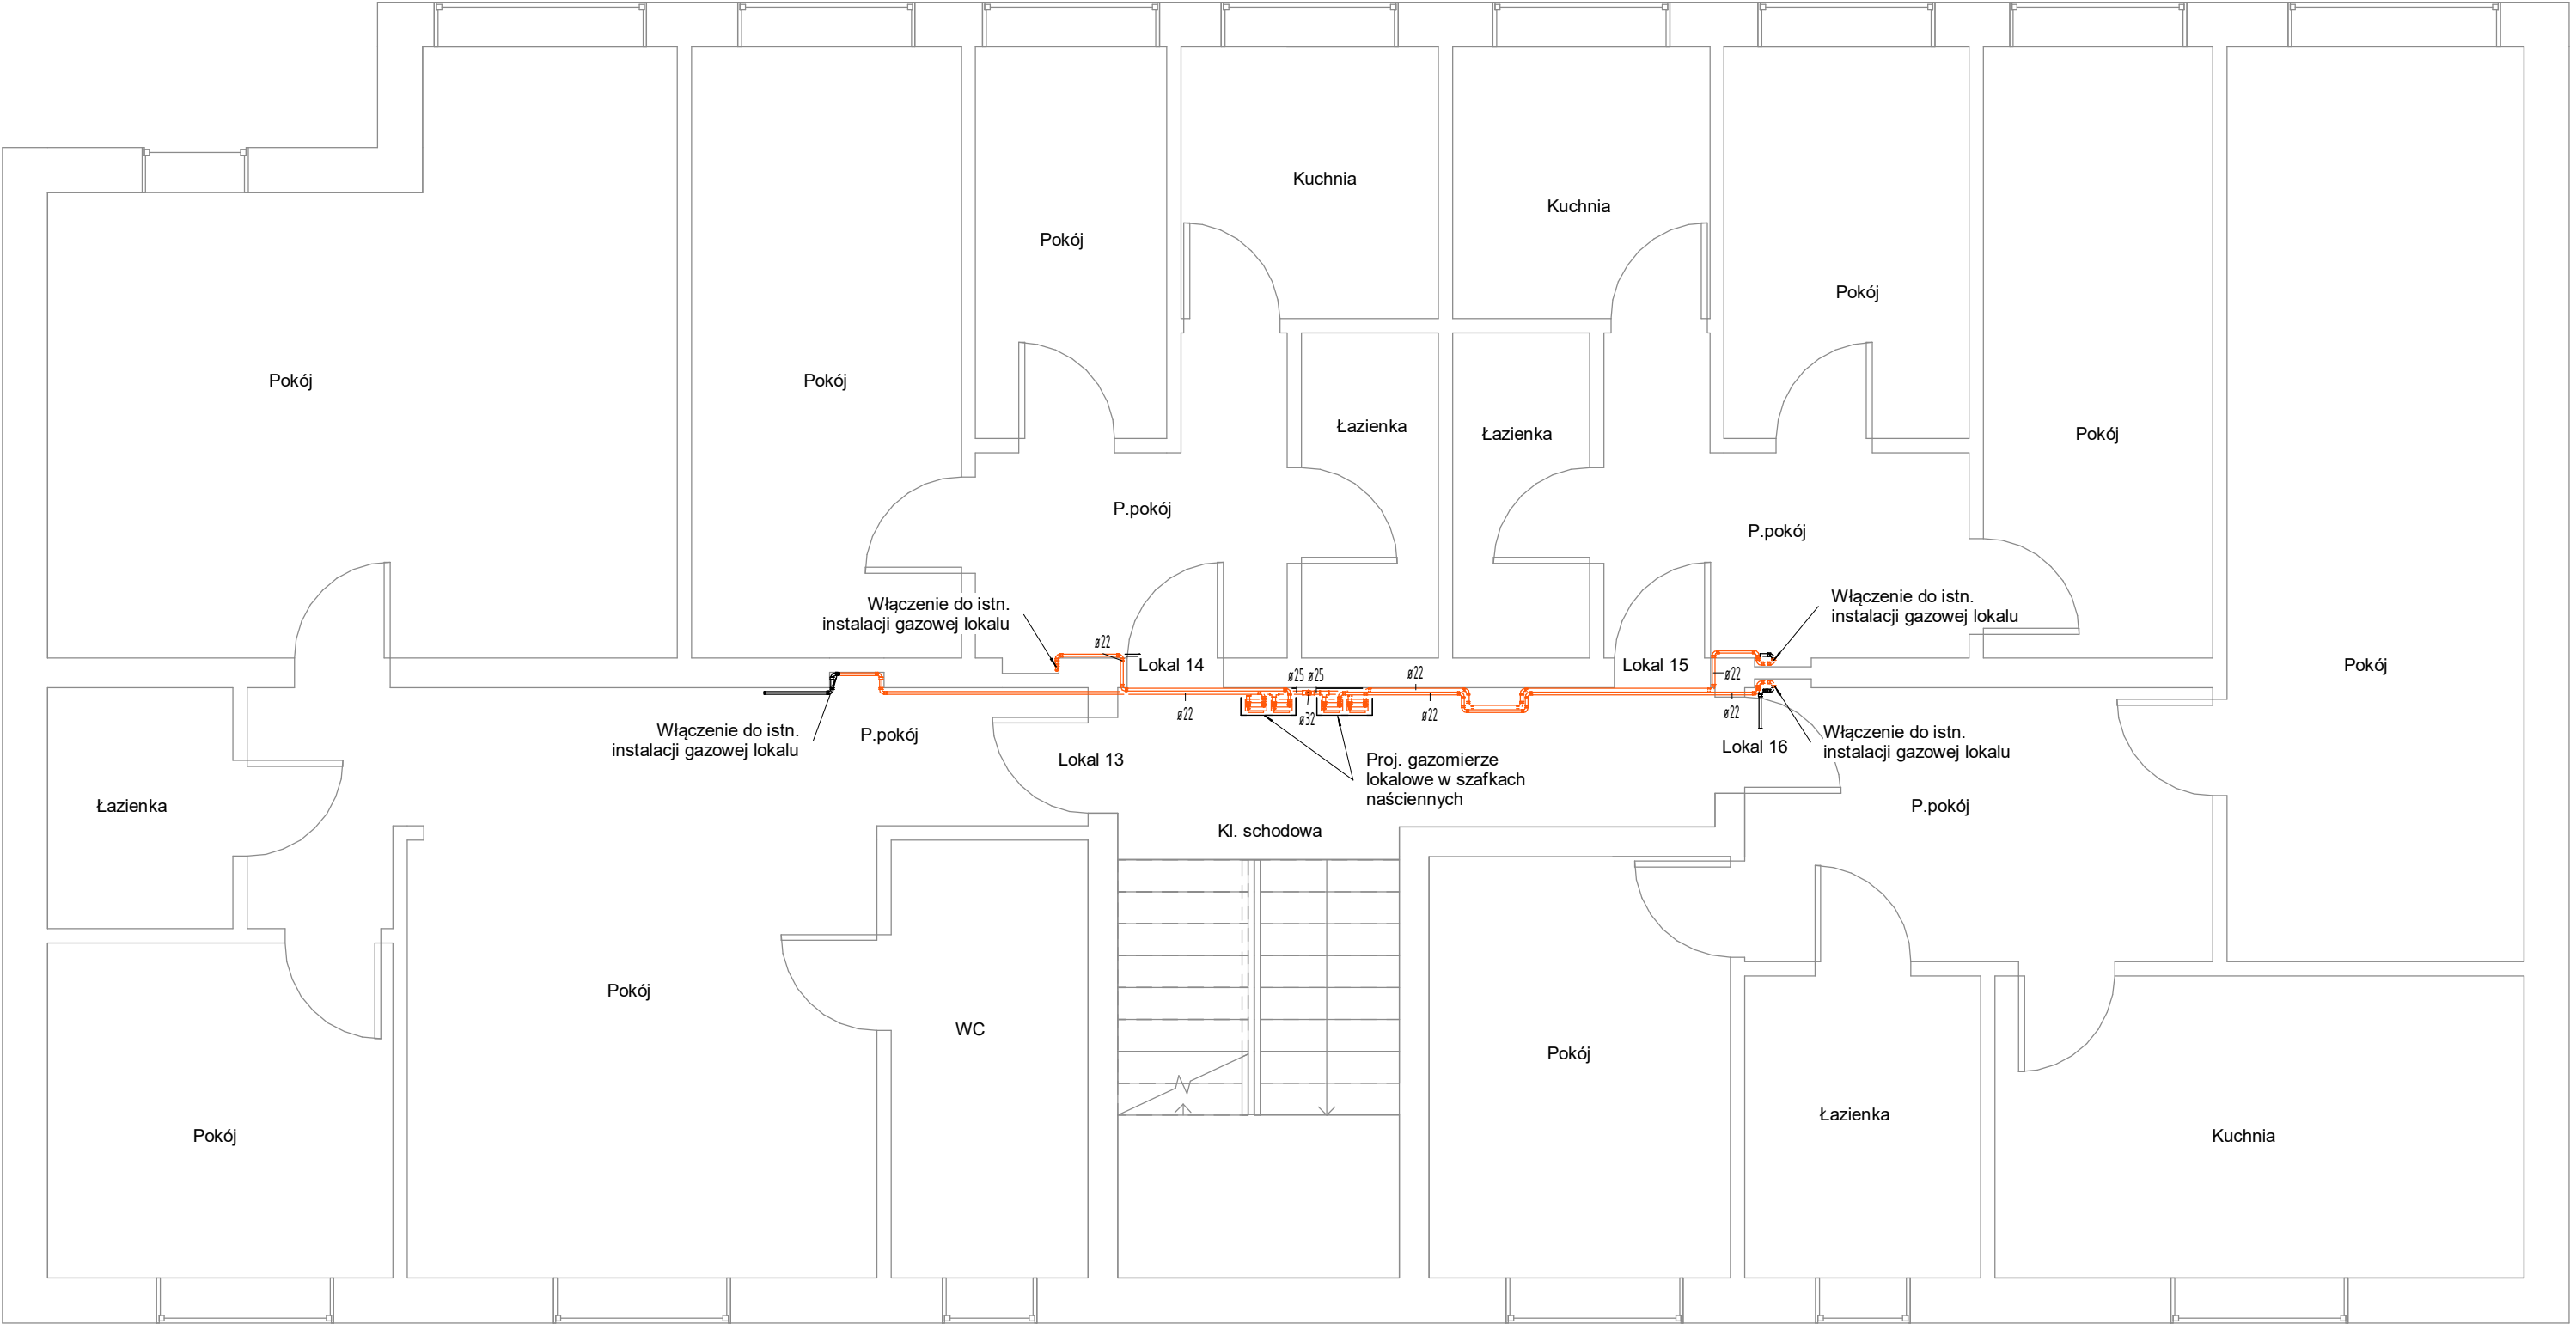 Kuchnia
Kuchnia
Pokój
Pokój
Pokój
Pokój
Łazienka
Łazienka
Pokój
P.pokój
P.pokój
Włączenie do istn.
instalacji gazowej lokalu
Włączenie do istn.
instalacji gazowej lokalu
ø22
Lokal 14
Lokal 15
Pokój
ø25
ø25
ø22
ø22
ø22
ø32
ø22
ø22
Włączenie do istn.
instalacji gazowej lokalu
P.pokój
Lokal 13
Lokal 16
Włączenie do istn.
instalacji gazowej lokalu
Proj. gazomierze
lokalowe w szafkach
naściennych
Łazienka
P.pokój
Kl. schodowa
Pokój
WC
Pokój
Łazienka
Pokój
Kuchnia